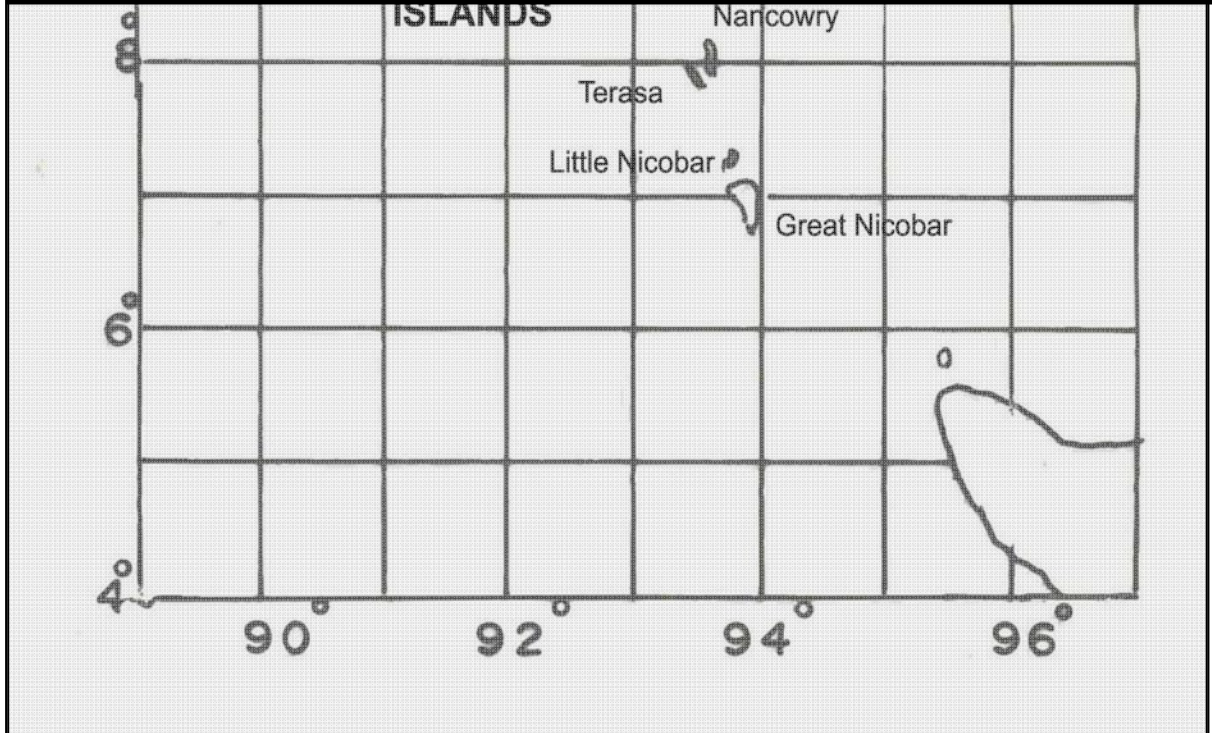 ISLANDS
Nancowry
8°
Terasa
Little Nicobar
Great Nicobar
6°
4°
90° 92° 94° 96°